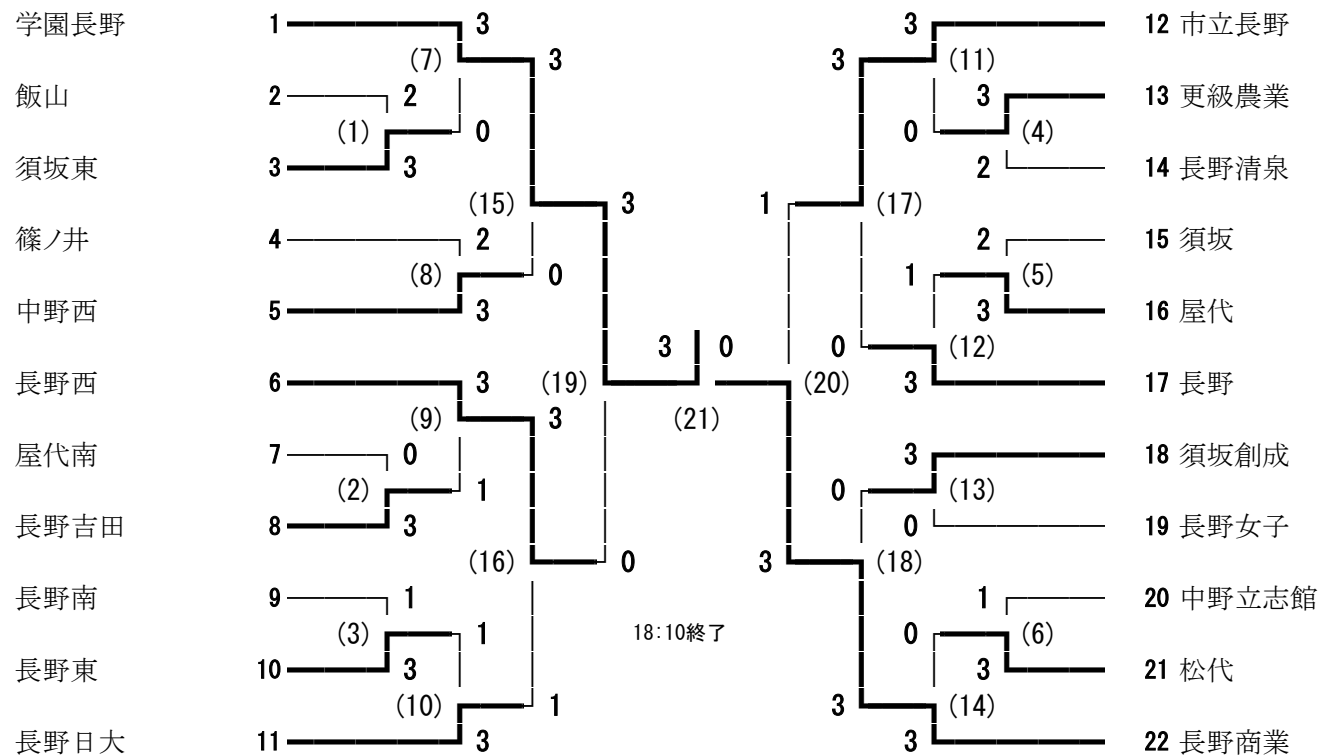 学園長野 1 3 3 12 市立長野
(7) 3 3 (11)
飯山 2 2 3 13 更級農業
(1) 0 0 (4)
須坂東 3 3 2 14 長野清泉
(15) 3 1 (17)
篠ノ井 4 2 2 15 須坂
(8) 0 1 (5)
中野西 5 3 3 16 屋代
3 0 0 (12)
長野西 6 3 (19) (20) 3 17 長野
(9) 3 (21)
屋代南 7 0 3 18 須坂創成
(2) 1 0 (13)
長野吉田 8 3 0 19 長野女子
(16) 0 3 (18)
長野南 9 1 1 20 中野立志館
(3) 1 18:10終了 0 (6)
長野東 10 3 3 21 松代
(10) 1 3 (14)
長野日大 11 3 3 22 長野商業